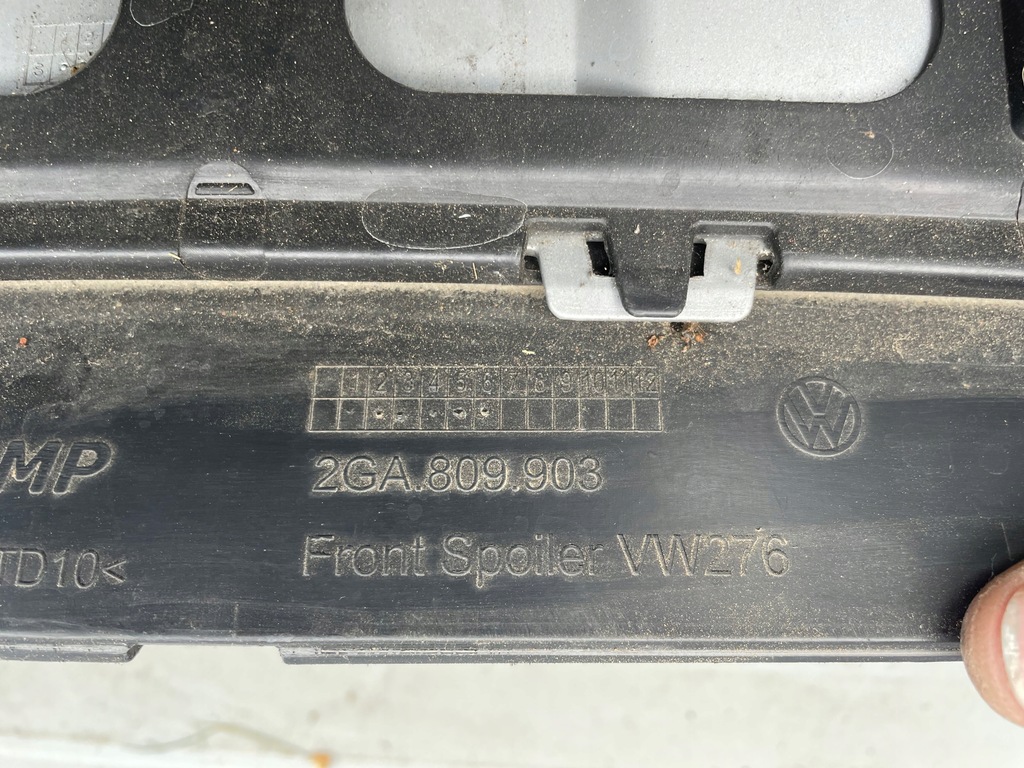 1 2 3 4 5 6 7 8 9 10 11 12
VW
MP
2GA.809.903
TD10<
Front Spoiler VW276